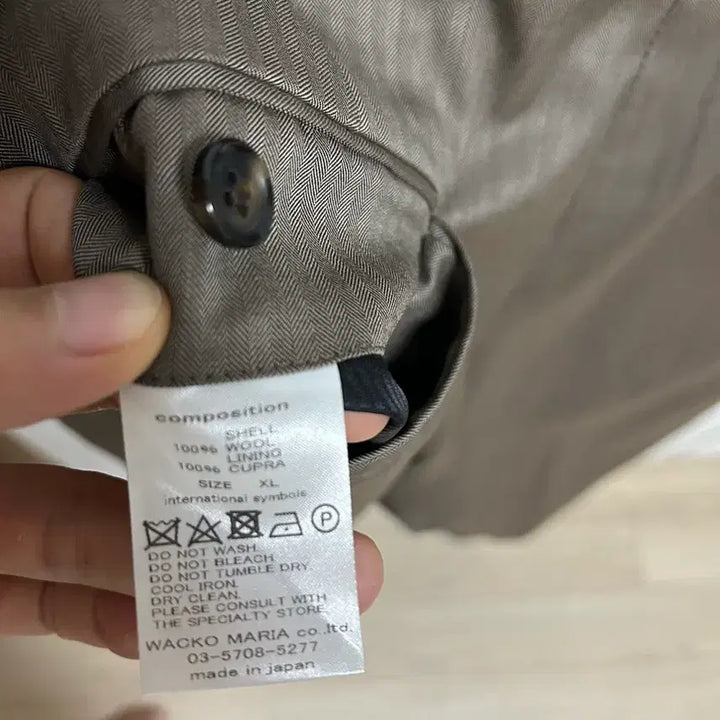 composition
SHELL
100% WOOL
LINING
100% CUPRA
SIZE XL
international symbols
P
DO NOT WASH.
DO NOT BLEACH.
DO NOT TUMBLE DRY.
COOL IRON.
DRY CLEAN.
PLEASE CONSULT WITH
THE SPECIALTY STORE.
WACKO MARIA co.,ltd.
03-5708-5277
made in japan